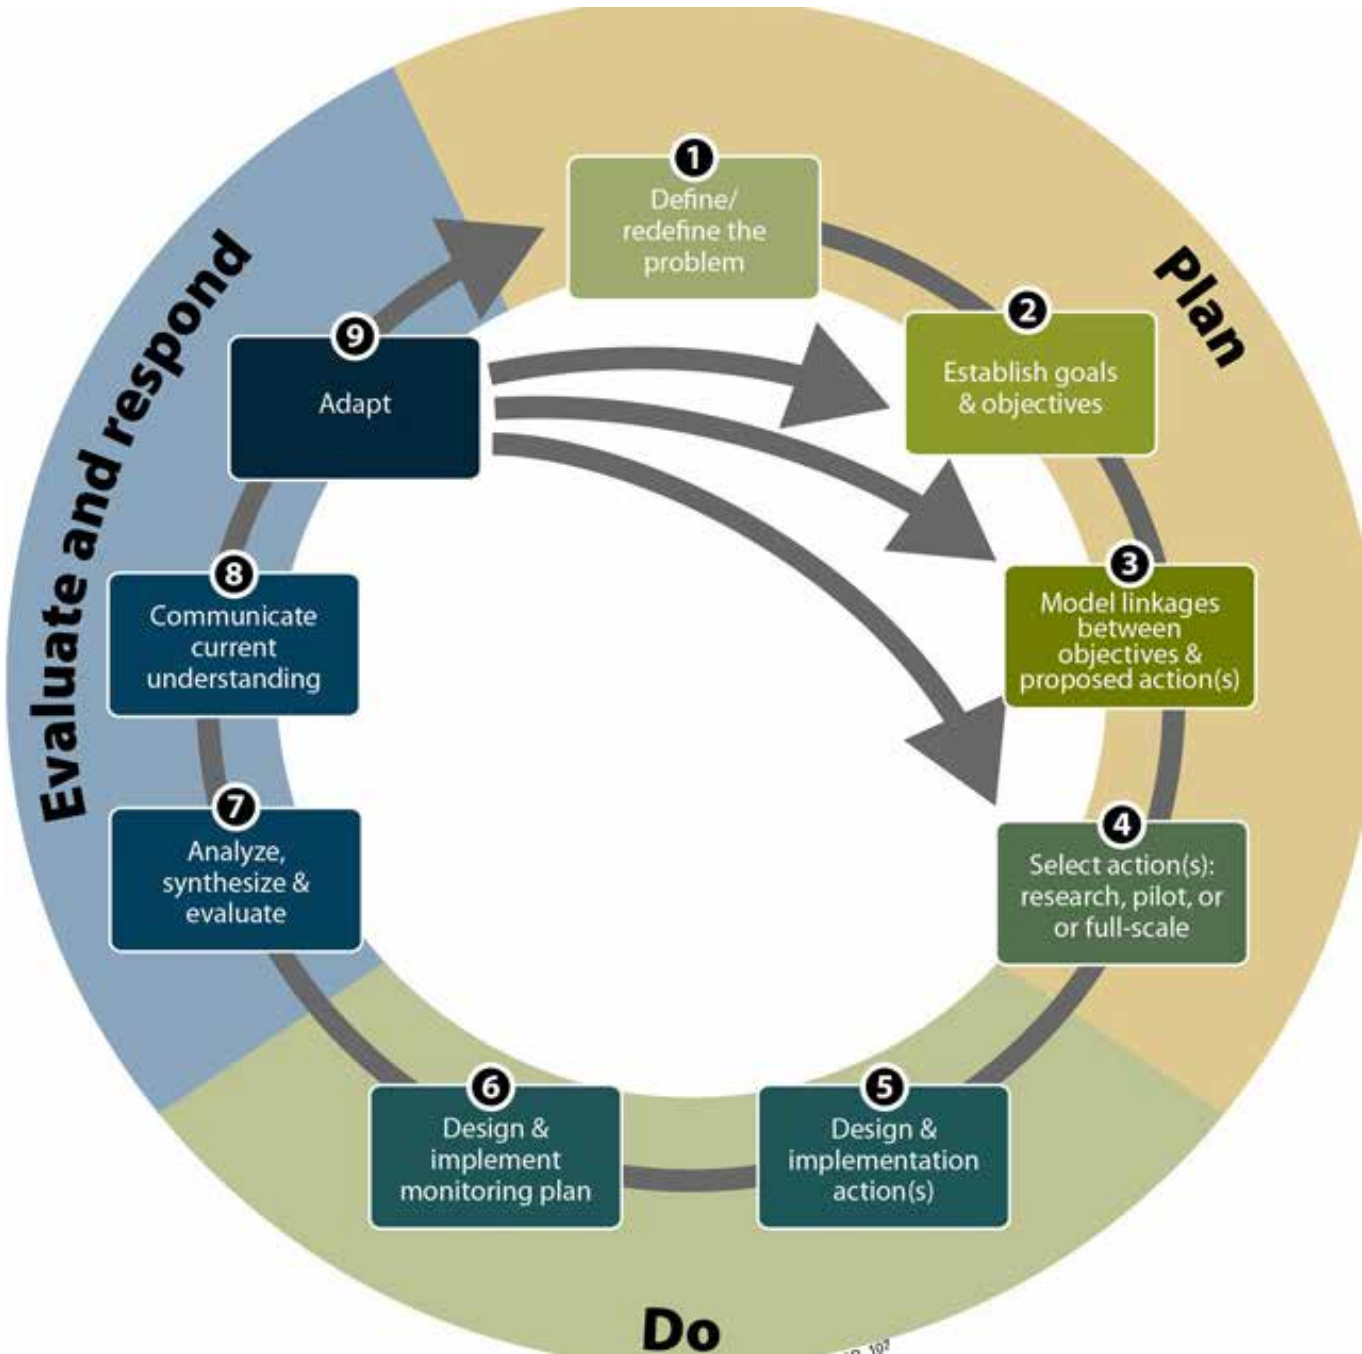 1
Define/
redefine the
problem
2
Establish goals
& objectives
3
Model linkages
between
objectives &
proposed action(s)
4
Select action(s):
research, pilot, or
or full-scale
5
Design &
implementation
action(s)
6
Design &
implement
monitoring plan
7
Analyze,
synthesize &
evaluate
8
Communicate
current
understanding
9
Adapt
Plan
Do
Evaluate and respond